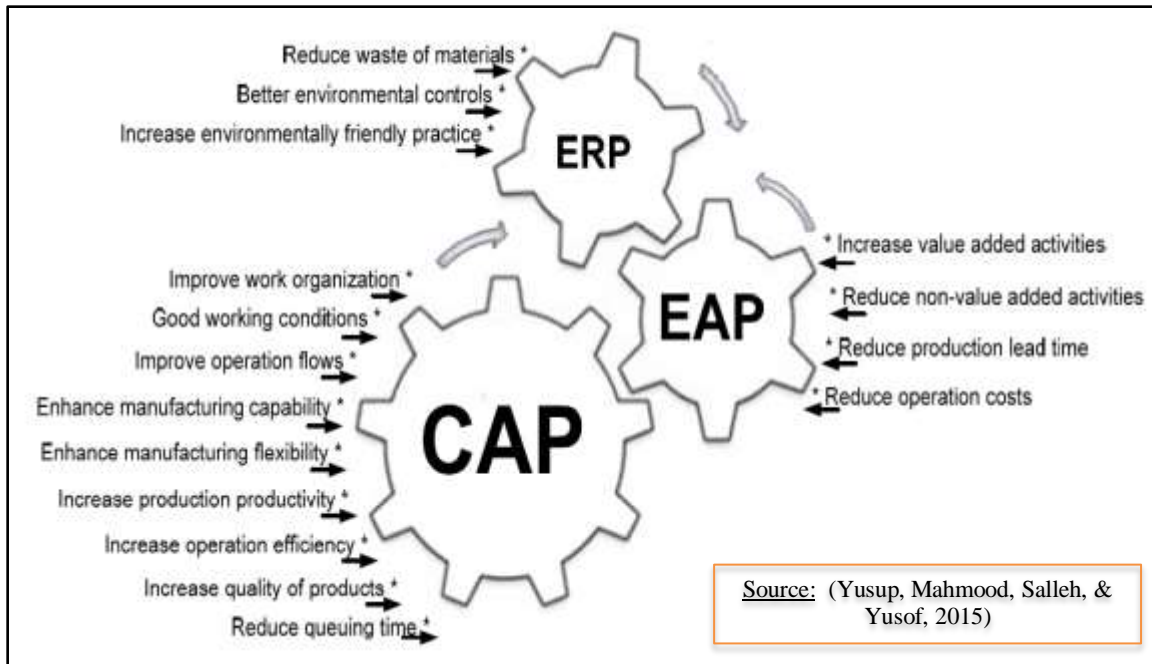 Reduce waste of materials *
Better environmental controls *
Increase environmentally friendly practice *
ERP
Improve work organization *
Good working conditions *
Improve operation flows *
Enhance manufacturing capability *
Enhance manufacturing flexibility *
Increase production productivity *
Increase operation efficiency *
Increase quality of products *
Reduce queuing time *
CAP
* Increase value added activities
* Reduce non-value added activities
* Reduce production lead time
* Reduce operation costs
EAP
Source: (Yusup, Mahmood, Salleh, &
Yusof, 2015)